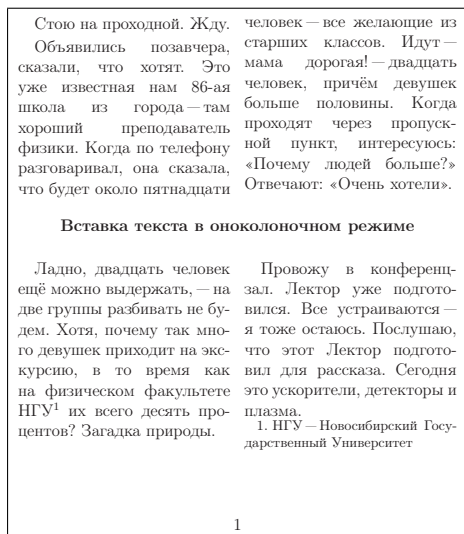 Стою на проходной. Жду.
Объявились позавчера,
сказали, что хотят. Это
уже известная нам 86-ая
школа из города — там
хороший преподаватель
физики. Когда по телефону
разговаривал, она сказала,
что будет около пятнадцати
человек — все желающие из
старших классов. Идут —
мама дорогая! — двадцать
человек, причём девушек
больше половины. Когда
проходят через пропуск-
ной пункт, интересуюсь:
«Почему людей больше?»
Отвечают: «Очень хотели».
Вставка текста в оноколоночном режиме
Ладно, двадцать человек
ещё можно выдержать, — на
две группы разбивать не бу-
дем. Хотя, почему так мно-
го девушек приходит на экс-
курсию, в то время как
на физическом факультете
НГУ¹ их всего десять про-
центов? Загадка природы.
Провожу в конференц-
зал. Лектор уже подгото-
вился. Все устраиваются —
я тоже остаюсь. Послушаю,
что этот Лектор подгото-
вил для рассказа. Сегодня
это ускорители, детекторы и
плазма.
1. НГУ — Новосибирский Госу-
дарственный Университет
1